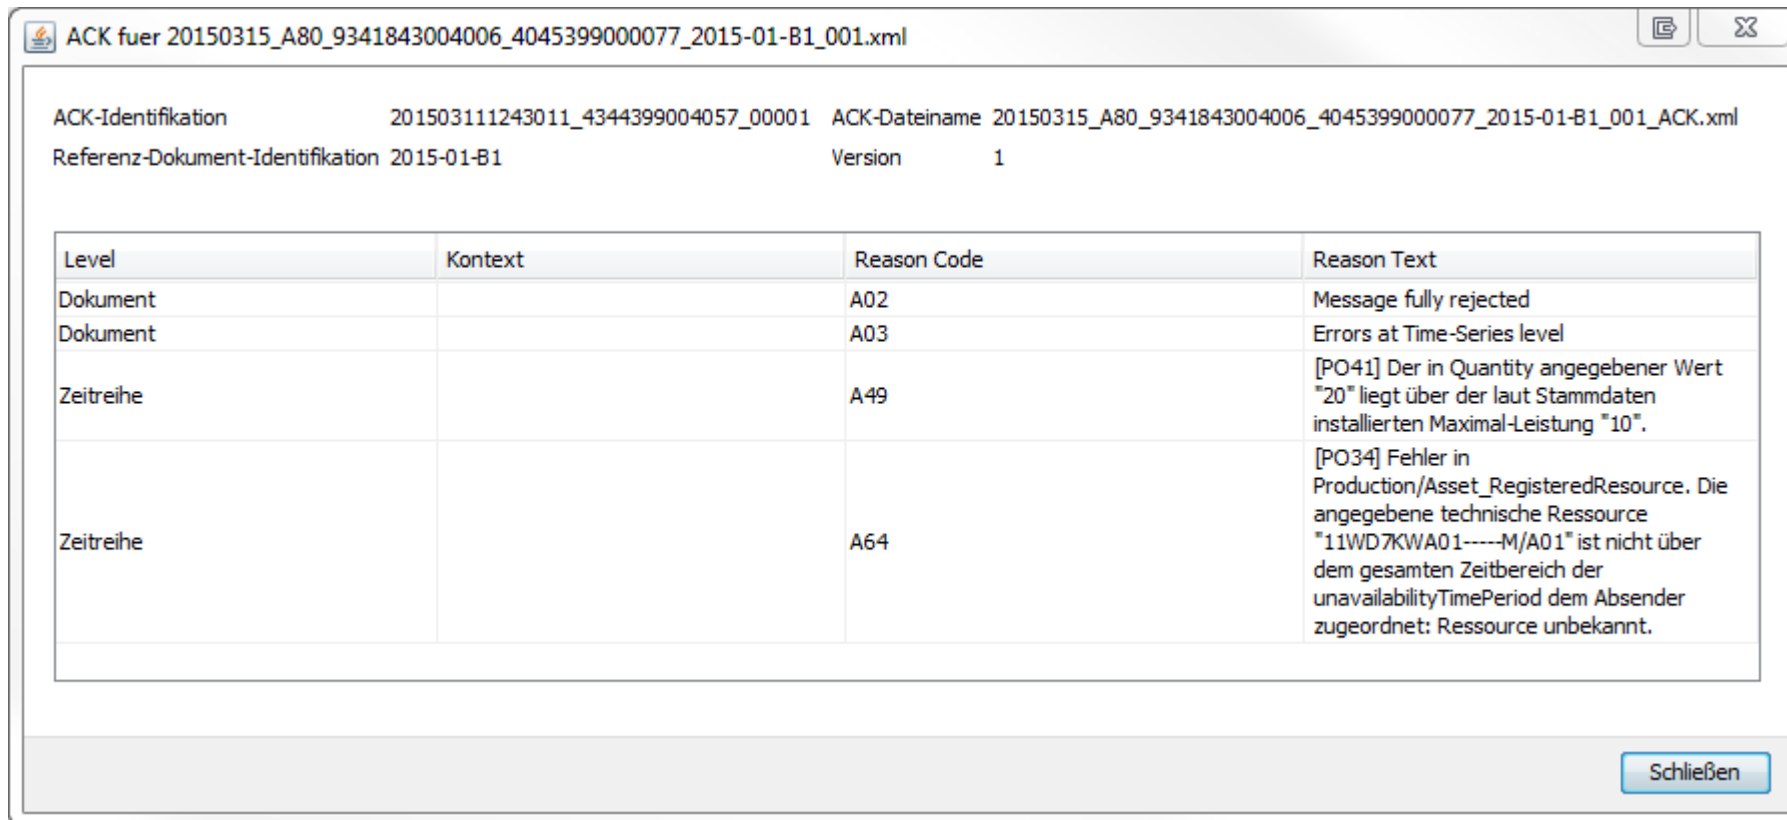 ACK fuer 20150315_A80_9341843004006_4045399000077_2015-01-B1_001.xml
ACK-Identifikation 201503111243011_4344399004057_00001 ACK-Dateiname 20150315_A80_9341843004006_4045399000077_2015-01-B1_001_ACK.xml
Referenz-Dokument-Identifikation 2015-01-B1 Version 1
Level Kontext Reason Code Reason Text
Dokument A02 Message fully rejected
Dokument A03 Errors at Time-Series level
Zeitreihe A49 [PO41] Der in Quantity angegebener Wert
"20" liegt über der laut Stammdaten
installierten Maximal-Leistung "10".
Zeitreihe A64 [PO34] Fehler in
Production/Asset_RegisteredResource. Die
angegebene technische Ressource
"11WD7KWA01-----M/A01" ist nicht über
dem gesamten Zeitbereich der
unavailabilityTimePeriod dem Absender
zugeordnet: Ressource unbekannt.
Schließen